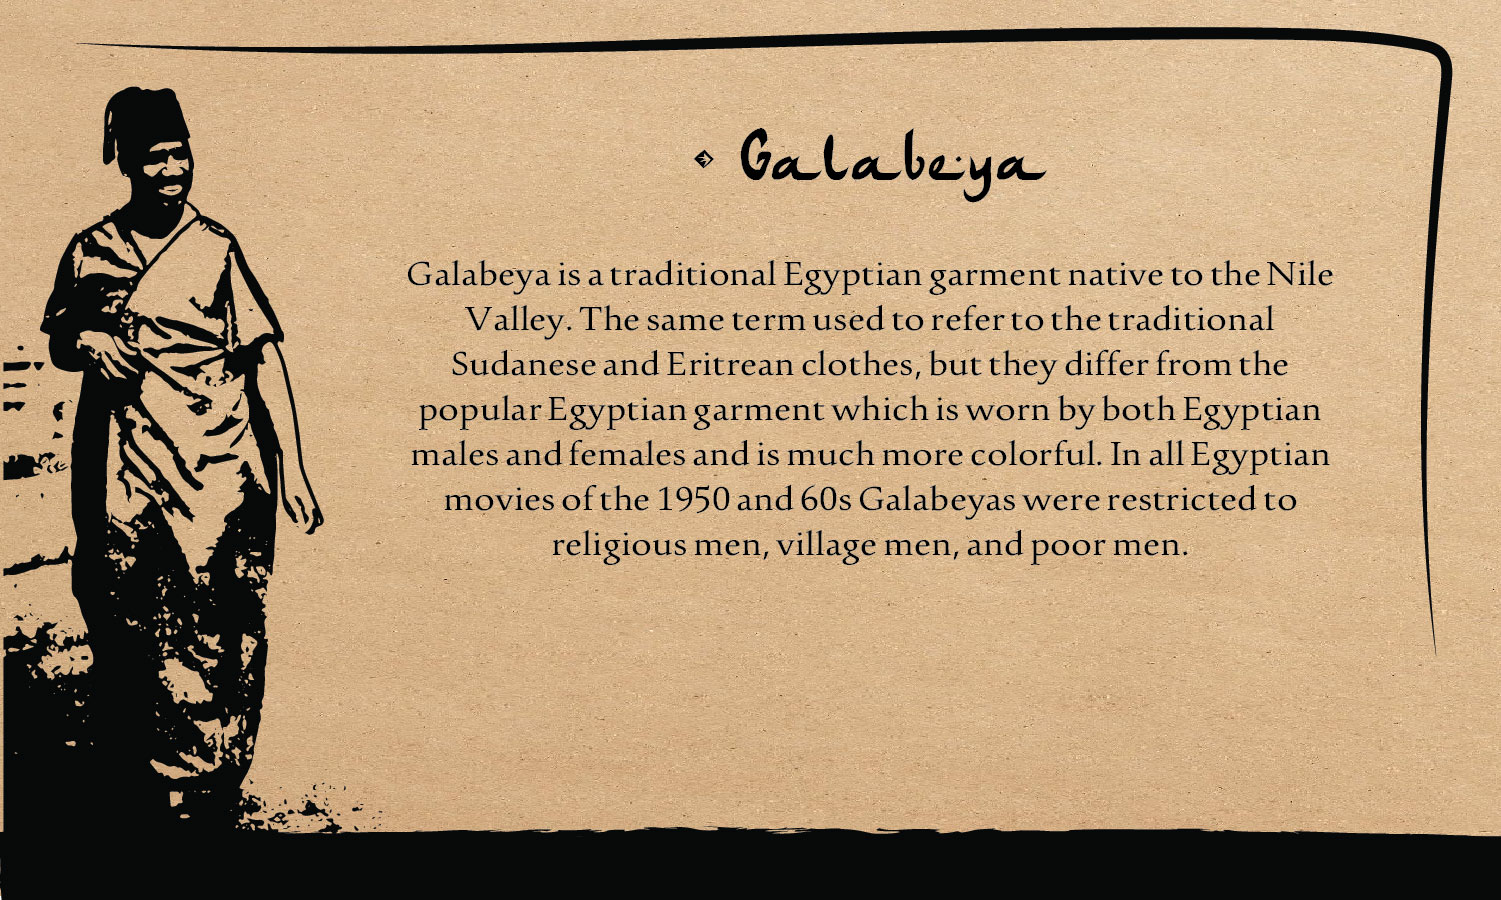 Galabeya
Galabeya is a traditional Egyptian garment native to the Nile
Valley. The same term used to refer to the traditional
Sudanese and Eritrean clothes, but they differ from the
popular Egyptian garment which is worn by both Egyptian
males and females and is much more colorful. In all Egyptian
movies of the 1950 and 60s Galabeyas were restricted to
religious men, village men, and poor men.